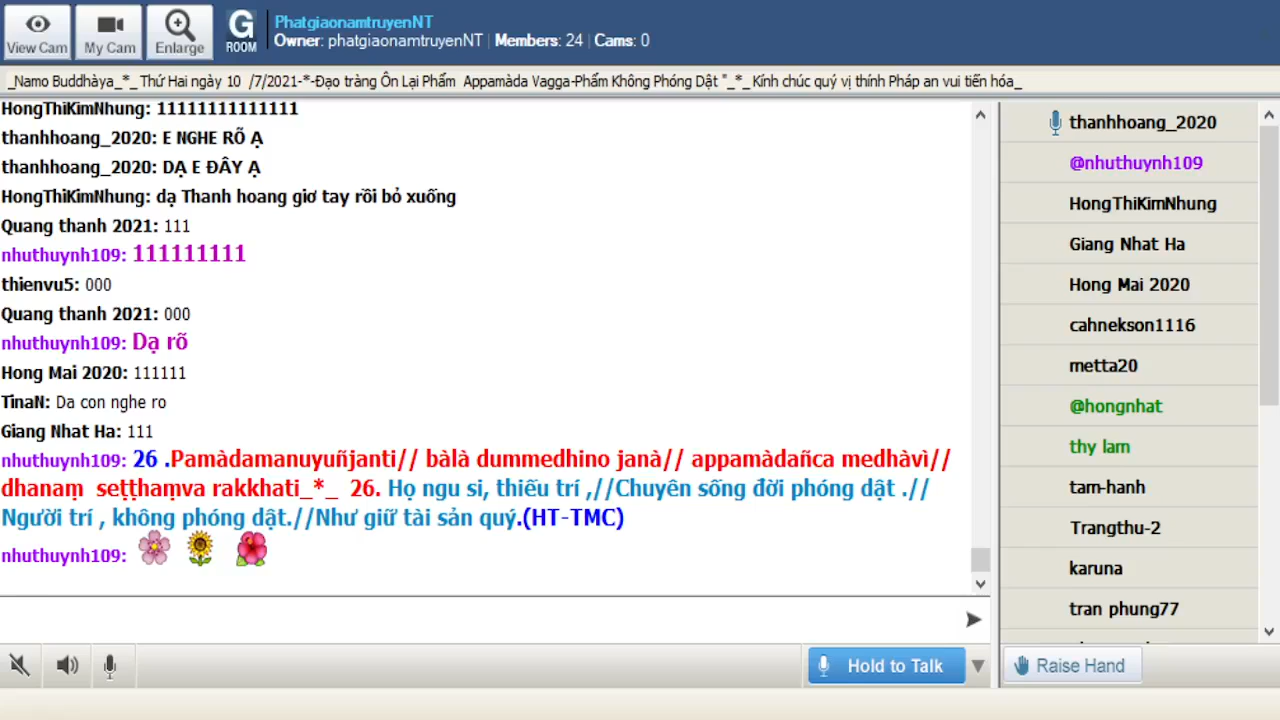 View Cam
My Cam
Enlarge
G
ROOM
PhatgiaonamtruyenNT
Owner: phatgiaonamtruyenNT | Members: 24 | Cams: 0
_Namo Buddhàya_*_ Thứ Hai ngày 10 /7/2021-*-Đạo tràng Ôn Lại Phẩm Appamàda Vagga-Phẩm Không Phóng Dật "_*_ Kính chúc quý vị thính Pháp an vui tiến hóa_
HongThiKimNhung: 11111111111111
thanhhoang_2020: E NGHE RÕ Ạ
thanhhoang_2020: DẠ E ĐÂY Ạ
HongThiKimNhung: dạ Thanh hoang giơ tay rồi bỏ xuống
Quang thanh 2021: 111
nhuthuynh109: 111111111
thienvu5: 000
Quang thanh 2021: 000
nhuthuynh109: Dạ rõ
Hong Mai 2020: 111111
TinaN: Da con nghe ro
Giang Nhat Ha: 111
nhuthuynh109: 26 .Pamàdamanuyuñjanti// bàlà dummedhino janà// appamàdañca medhàvì//
dhanaṃ seṭṭhaṃva rakkhati_*_ 26. Họ ngu si, thiếu trí ,//Chuyên sống đời phóng dật .//
Người trí , không phóng dật.//Như giữ tài sản quý.(HT-TMC)
nhuthuynh109:
thanhhoang_2020
@nhuthuynh109
HongThiKimNhung
Giang Nhat Ha
Hong Mai 2020
cahnekson1116
metta20
@hongnhat
thy lam
tam-hanh
Trangthu-2
karuna
tran phung77
Hold to Talk
Raise Hand